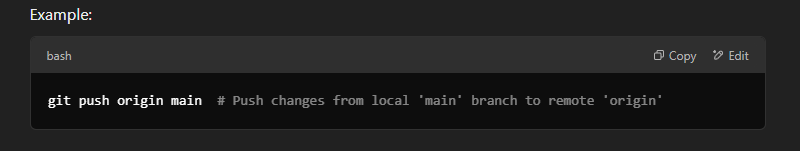 Example:
bash Copy Edit
git push origin main  # Push changes from local 'main' branch to remote 'origin'